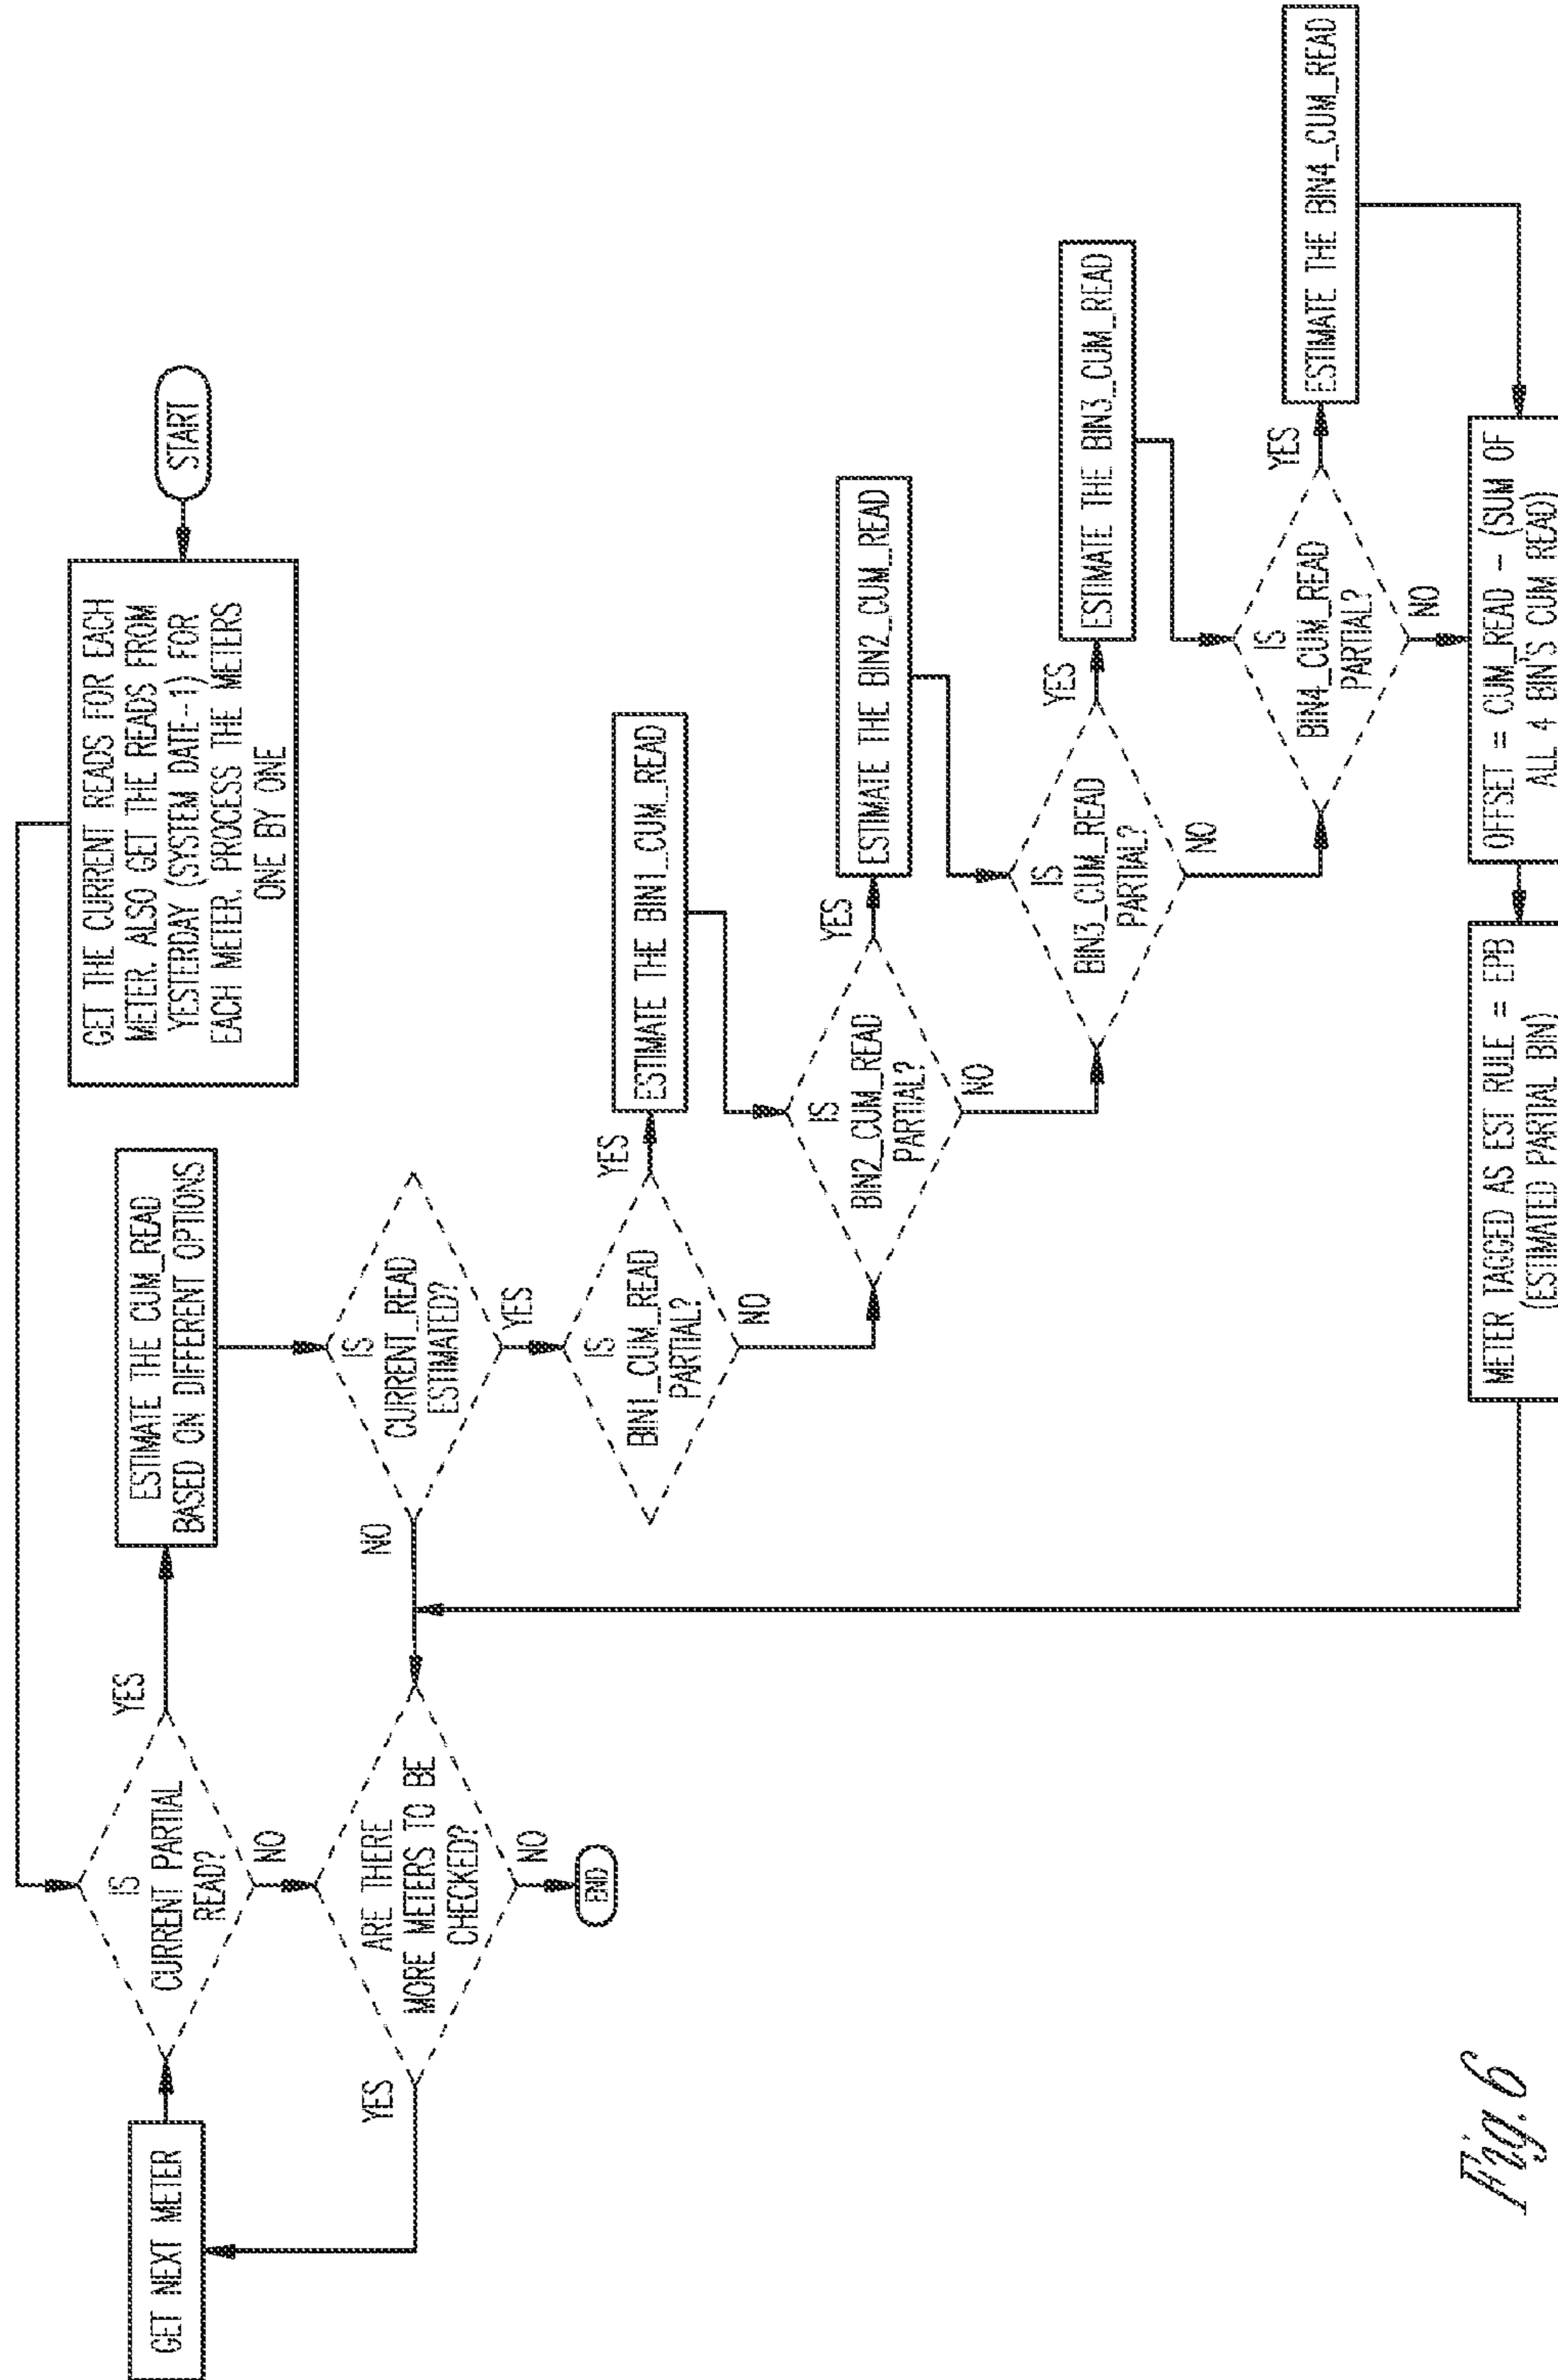 START
GET THE CURRENT READS FOR EACH
METER. ALSO GET THE READS FROM
YESTERDAY (SYSTEM DATE-1) FOR
EACH METER. PROCESS THE METERS
ONE BY ONE
GET NEXT METER
IS
CURRENT PARTIAL
READ?
YES
NO
ESTIMATE THE CUM_READ
BASED ON DIFFERENT OPTIONS
ARE THERE
MORE METERS TO BE
CHECKED?
YES
NO
END
IS
CURRENT_READ
ESTIMATED?
NO
YES
IS
BIN1_CUM_READ
PARTIAL?
YES
NO
ESTIMATE THE BIN1_CUM_READ
IS
BIN2_CUM_READ
PARTIAL?
YES
NO
ESTIMATE THE BIN2_CUM_READ
IS
BIN3_CUM_READ
PARTIAL?
YES
NO
ESTIMATE THE BIN3_CUM_READ
IS
BIN4_CUM_READ
PARTIAL?
YES
NO
ESTIMATE THE BIN4_CUM_READ
OFFSET = CUM_READ - (SUM OF
ALL 4 BIN'S CUM READ)
METER TAGGED AS EST RULE = EPB
(ESTIMATED PARTIAL BIN)
Fig. 6